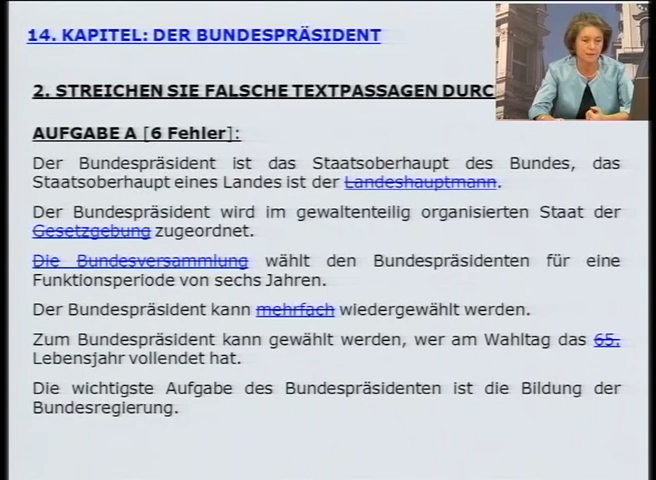 14. KAPITEL: DER BUNDESPRÄSIDENT
2. STREICHEN SIE FALSCHE TEXTPASSAGEN DURC
AUFGABE A [6 Fehler]:
Der Bundespräsident ist das Staatsoberhaupt des Bundes, das
Staatsoberhaupt eines Landes ist der Landeshauptmann.
Der Bundespräsident wird im gewaltenteilig organisierten Staat der
Gesetzgebung zugeordnet.
Die Bundesversammlung wählt den Bundespräsidenten für eine
Funktionsperiode von sechs Jahren.
Der Bundespräsident kann mehrfach wiedergewählt werden.
Zum Bundespräsident kann gewählt werden, wer am Wahltag das 65.
Lebensjahr vollendet hat.
Die wichtigste Aufgabe des Bundespräsidenten ist die Bildung der
Bundesregierung.